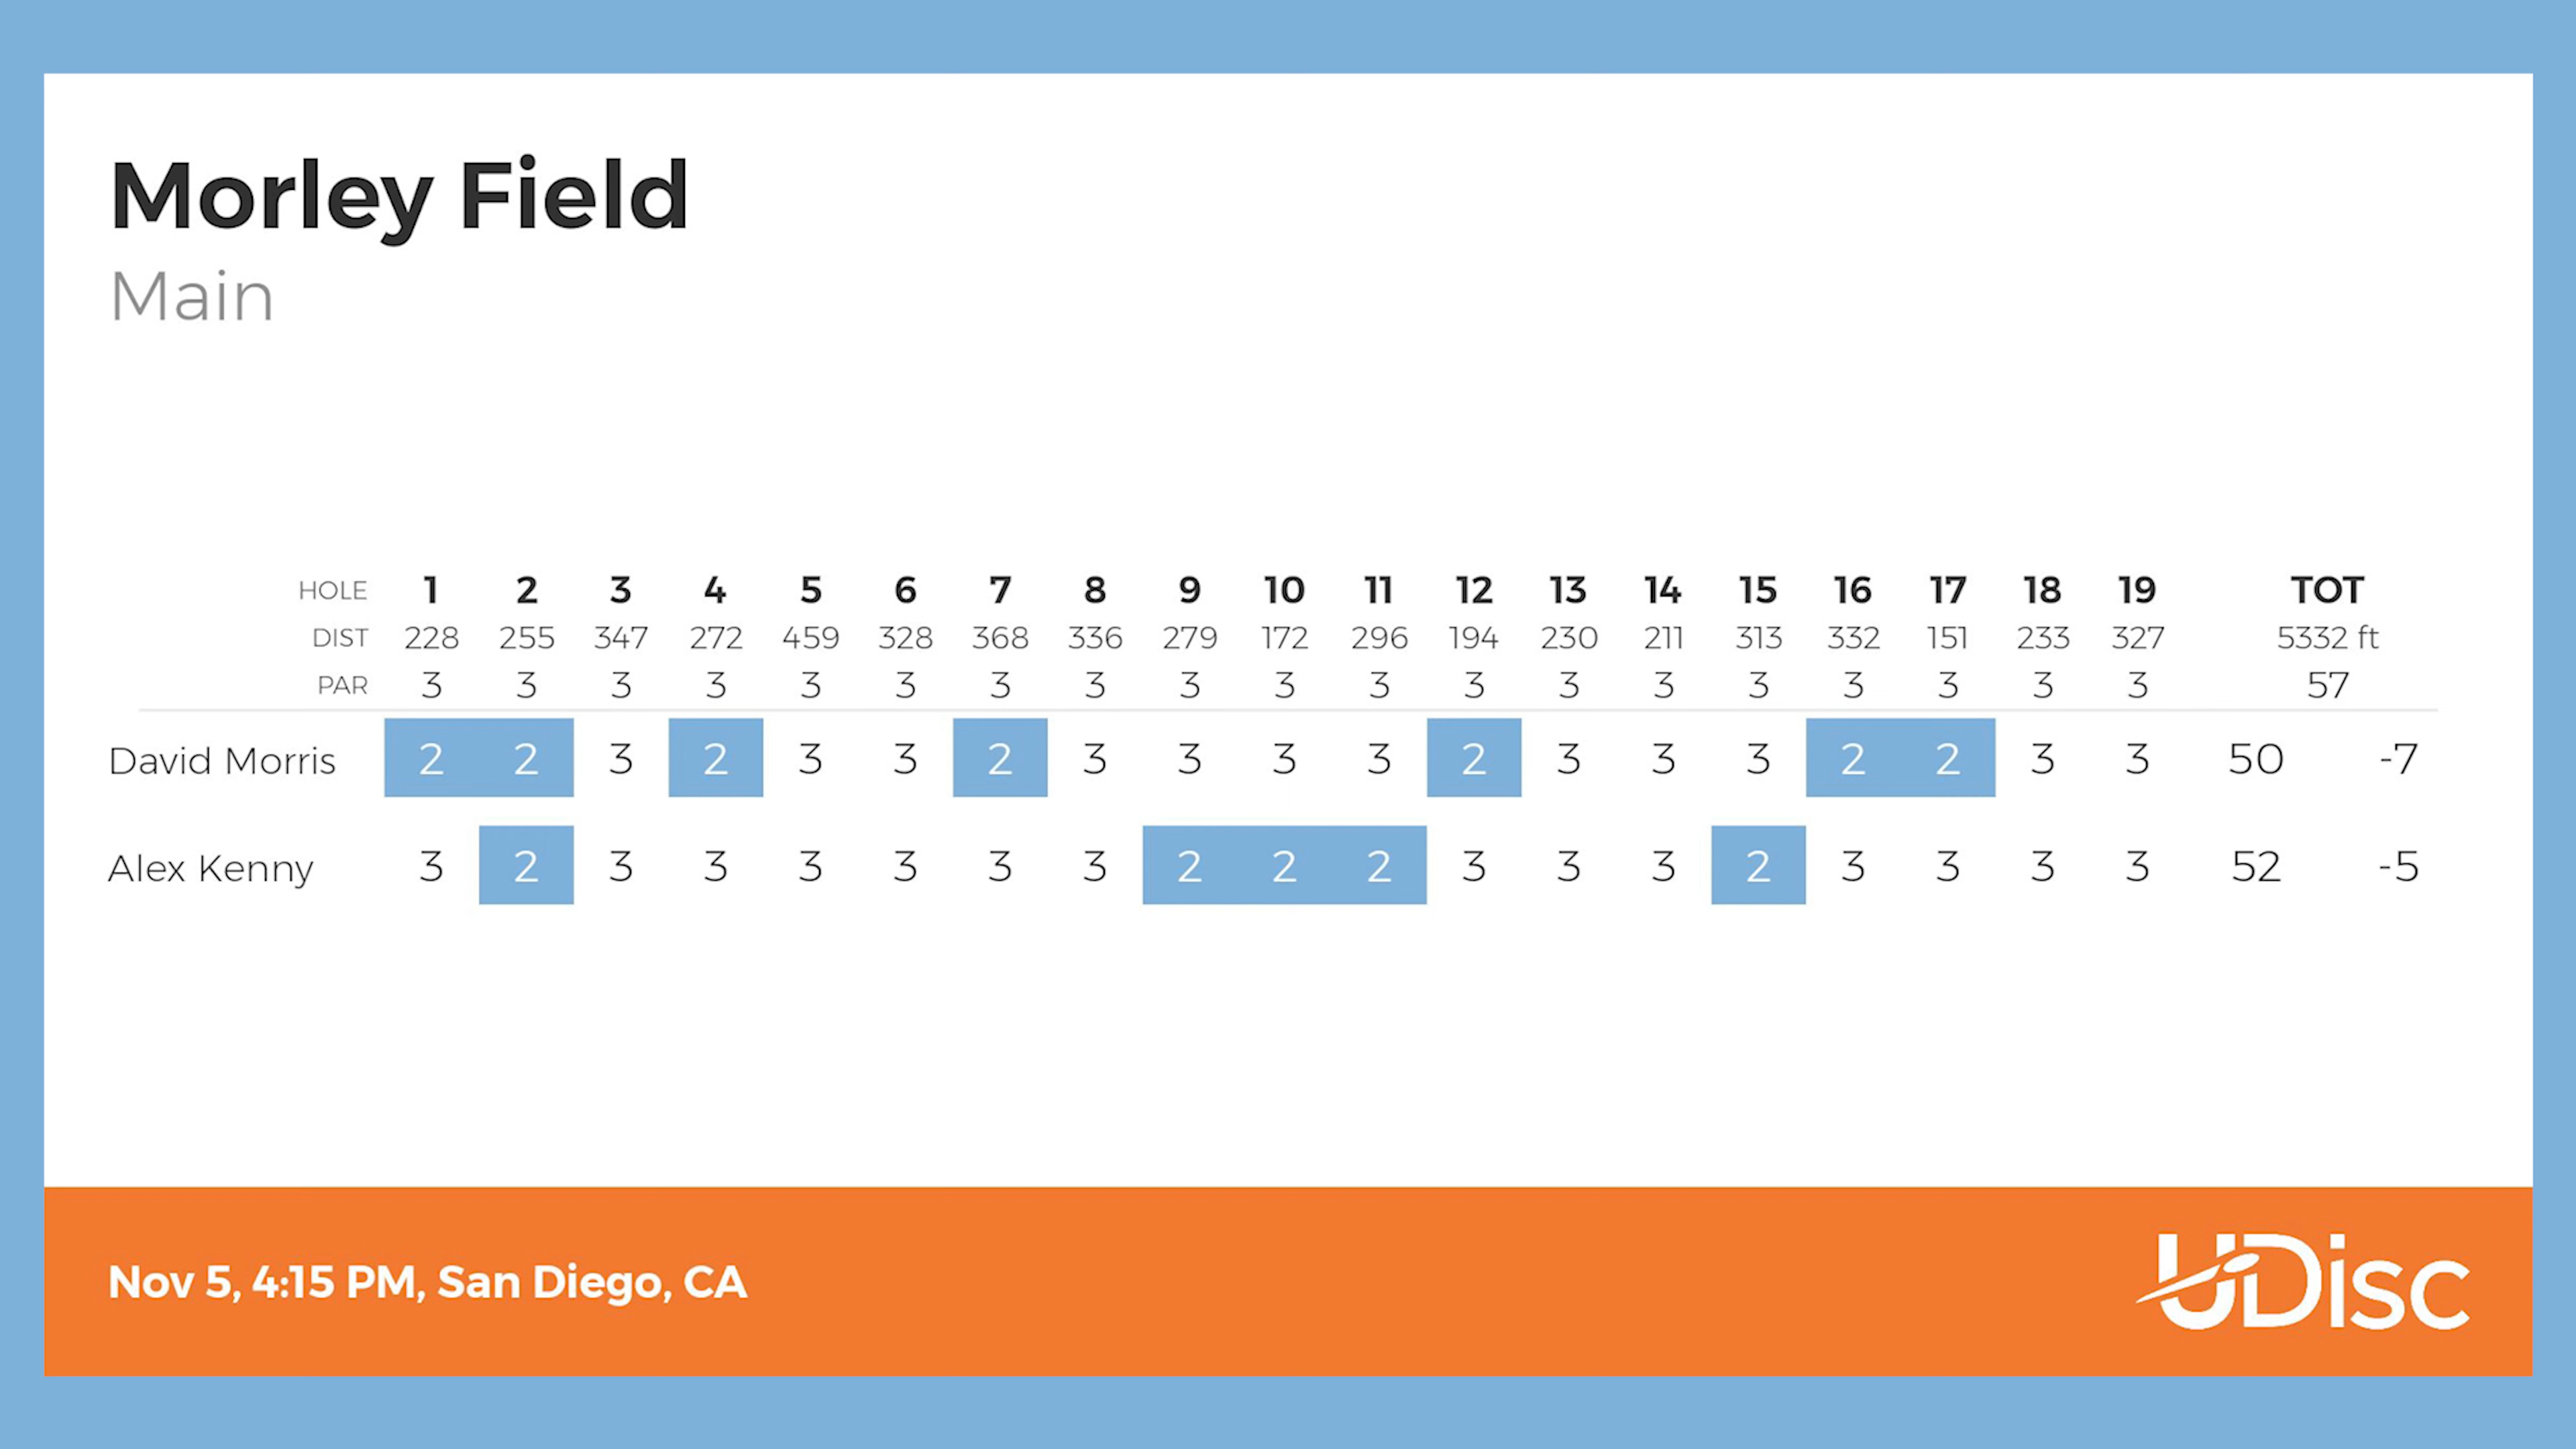 Morley Field
Main
HOLE 1 2 3 4 5 6 7 8 9 10 11 12 13 14 15 16 17 18 19 TOT
DIST 228 255 347 272 459 328 368 336 279 172 296 194 230 211 313 332 151 233 327 5332 ft
PAR 3 3 3 3 3 3 3 3 3 3 3 3 3 3 3 3 3 3 3 57
David Morris 2 2 3 2 3 3 2 3 3 3 3 2 3 3 3 2 2 3 3 50 -7
Alex Kenny 3 2 3 3 3 3 3 3 2 2 2 3 3 3 2 3 3 3 3 52 -5
Nov 5, 4:15 PM, San Diego, CA
UDisc